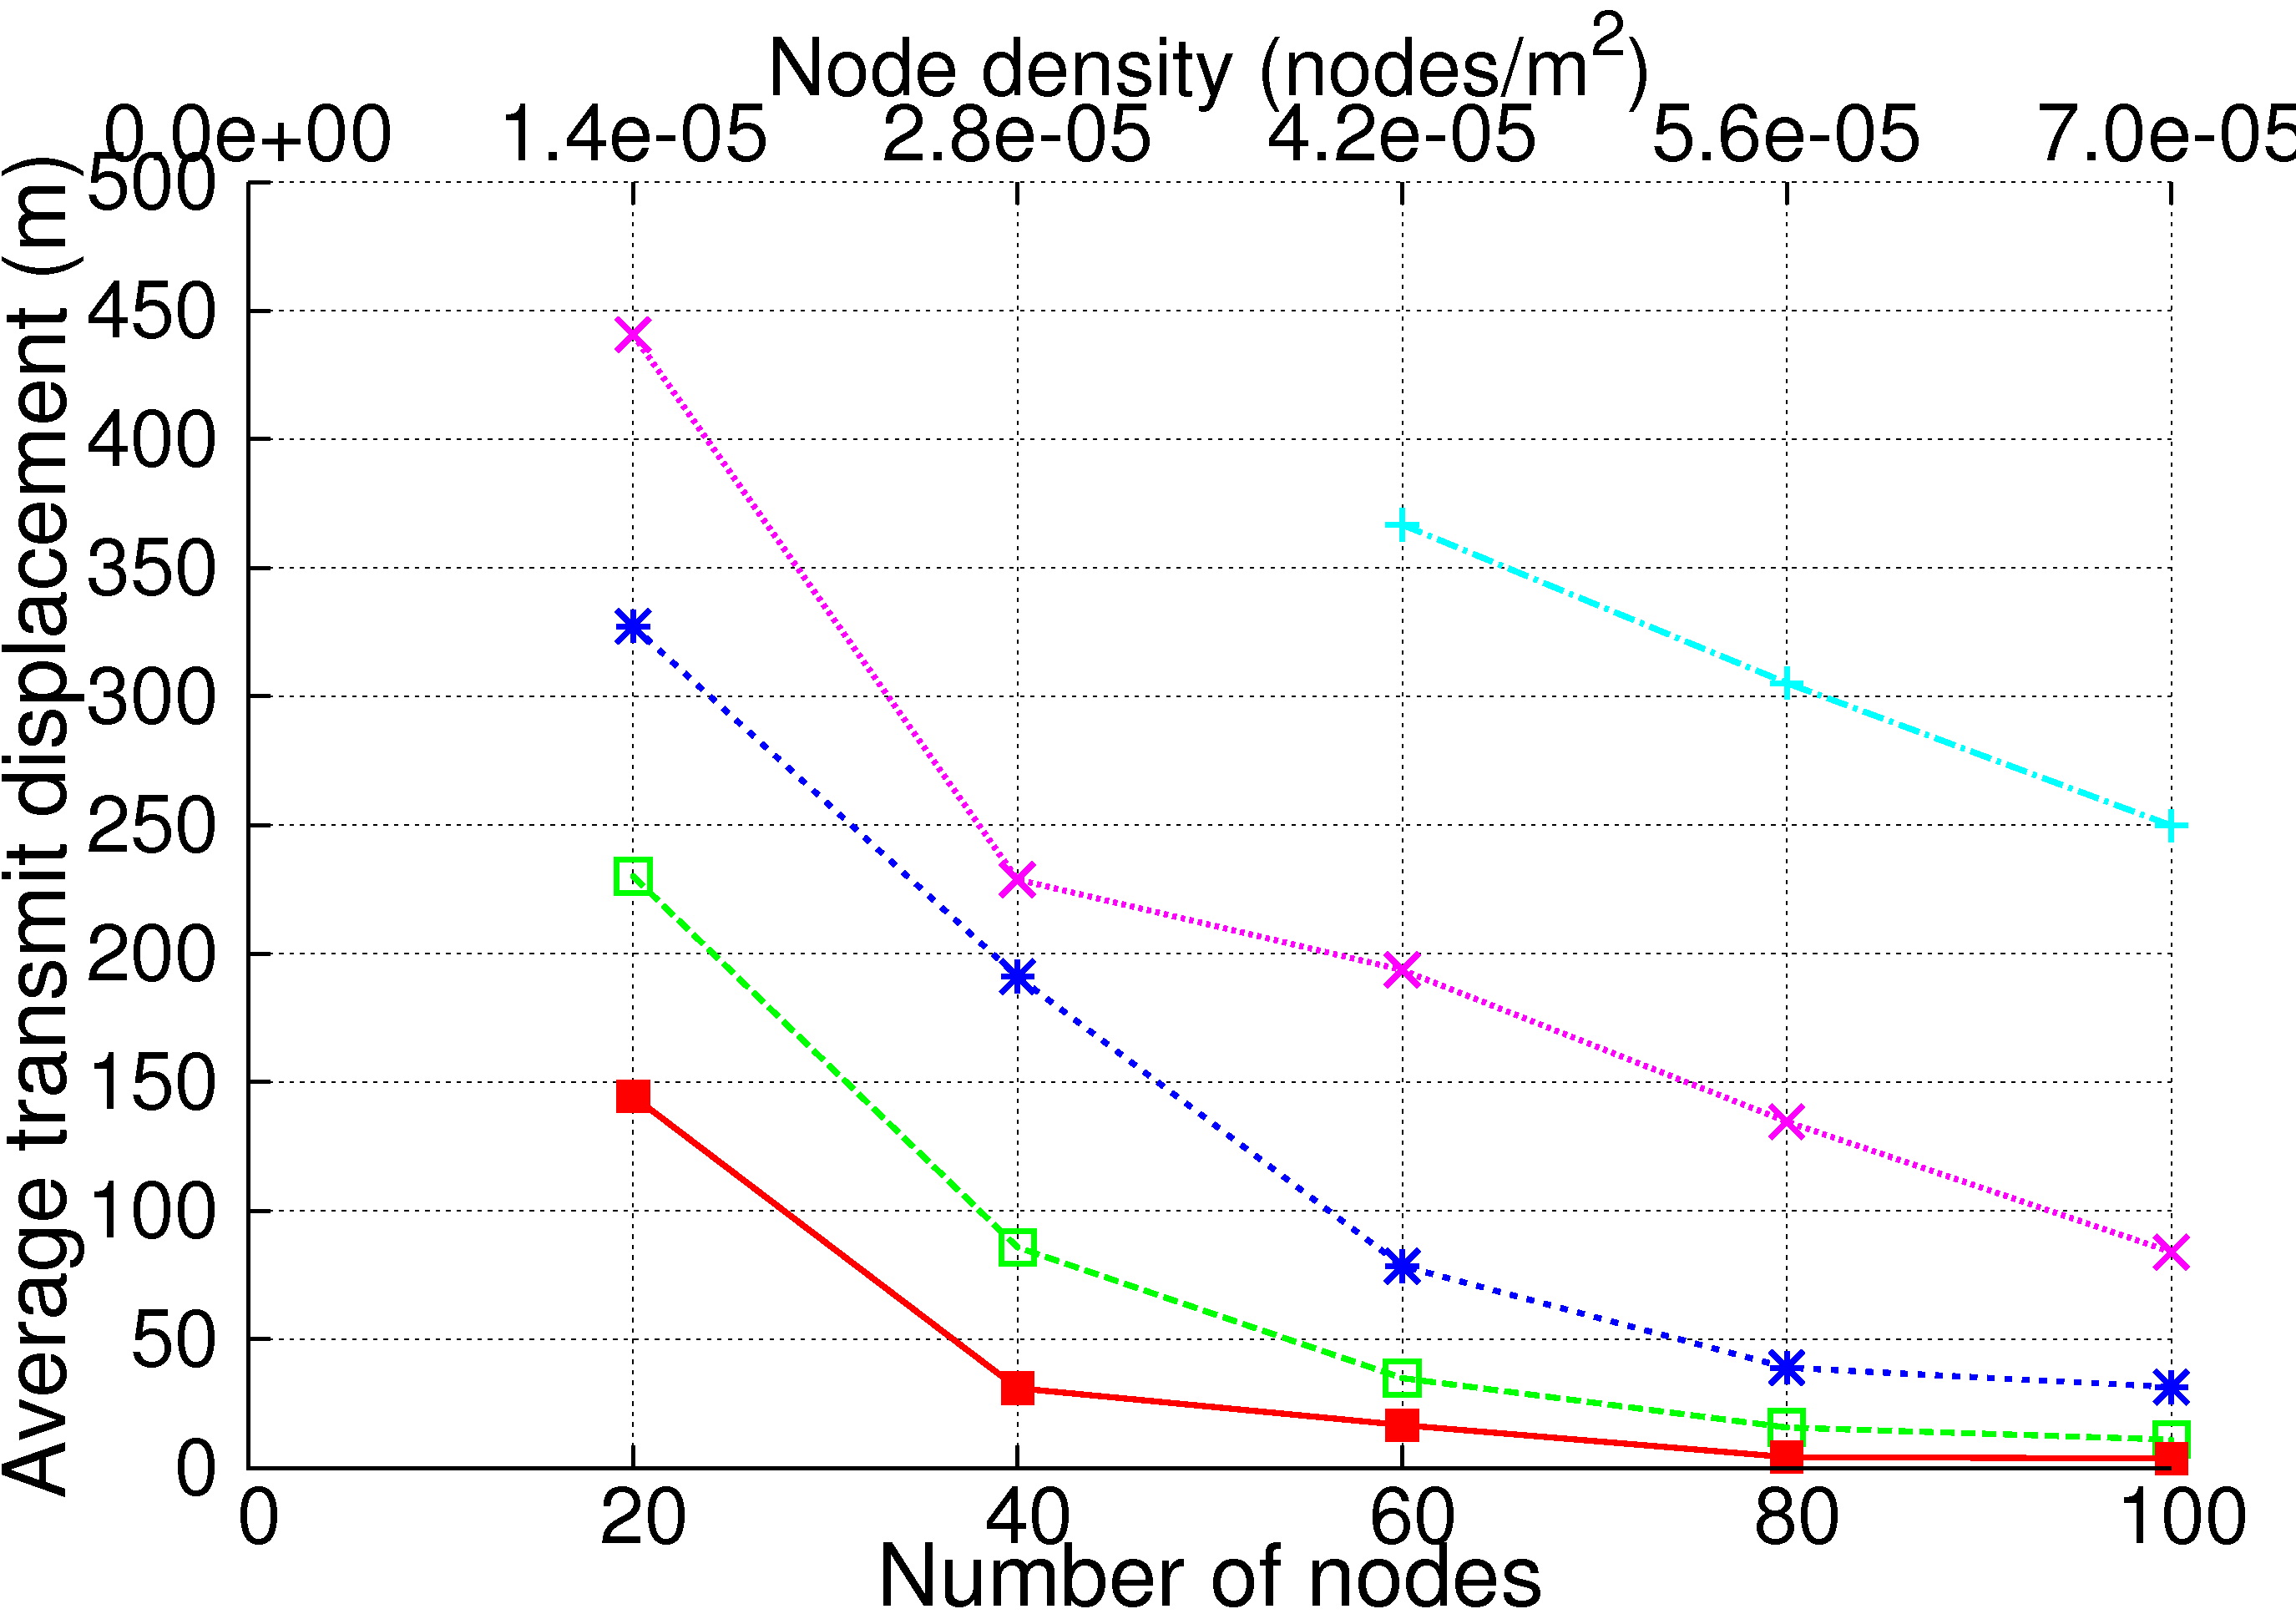 Node density (nodes/m2)
0.0e+00 1.4e-05 2.8e-05 4.2e-05 5.6e-05 7.0e-05
Average transmit displacement (m)
500
450
400
350
300
250
200
150
100
50
0
0 20 40 60 80 100
Number of nodes